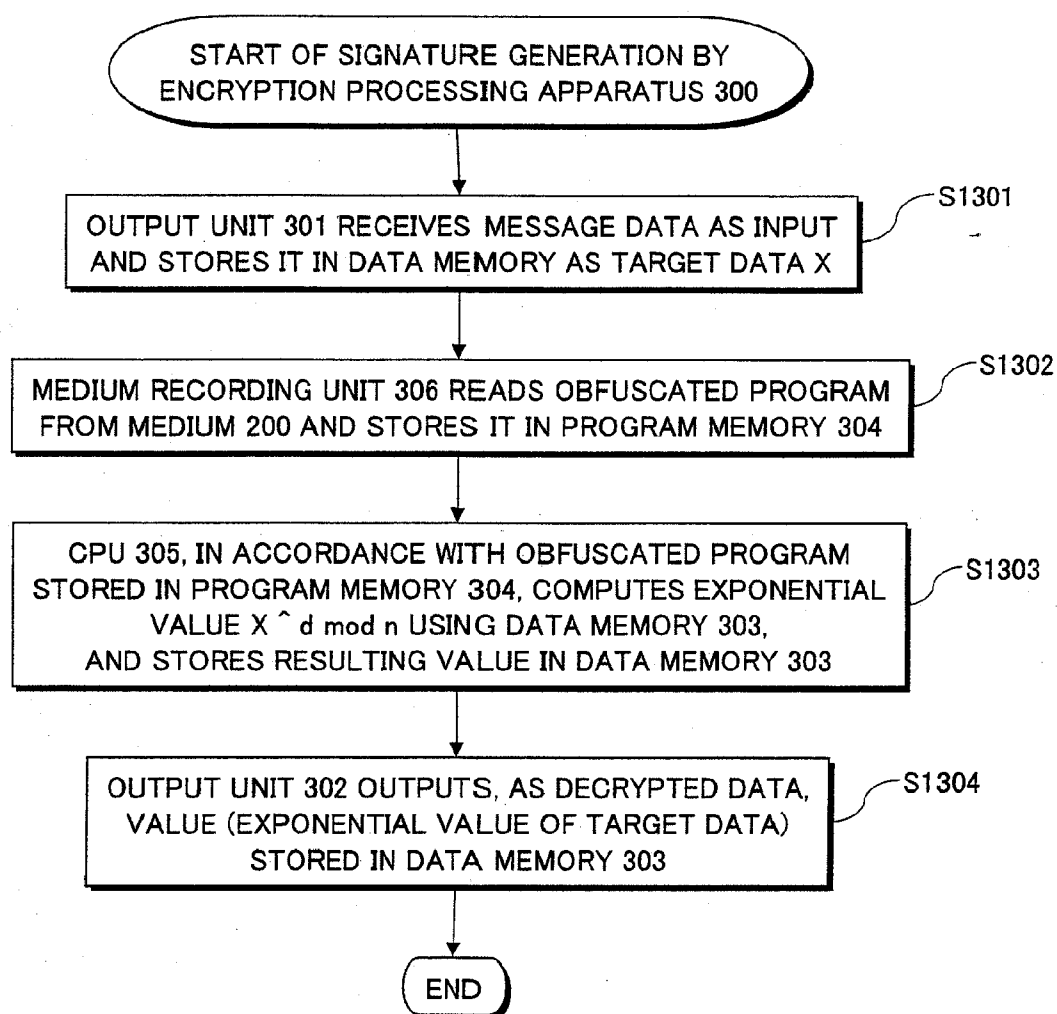 START OF SIGNATURE GENERATION BY
ENCRYPTION PROCESSING APPARATUS 300
S1301
OUTPUT UNIT 301 RECEIVES MESSAGE DATA AS INPUT
AND STORES IT IN DATA MEMORY AS TARGET DATA X
S1302
MEDIUM RECORDING UNIT 306 READS OBFUSCATED PROGRAM
FROM MEDIUM 200 AND STORES IT IN PROGRAM MEMORY 304
S1303
CPU 305, IN ACCORDANCE WITH OBFUSCATED PROGRAM
STORED IN PROGRAM MEMORY 304, COMPUTES EXPONENTIAL
VALUE X ^ d mod n USING DATA MEMORY 303,
AND STORES RESULTING VALUE IN DATA MEMORY 303
S1304
OUTPUT UNIT 302 OUTPUTS, AS DECRYPTED DATA,
VALUE (EXPONENTIAL VALUE OF TARGET DATA)
STORED IN DATA MEMORY 303
END